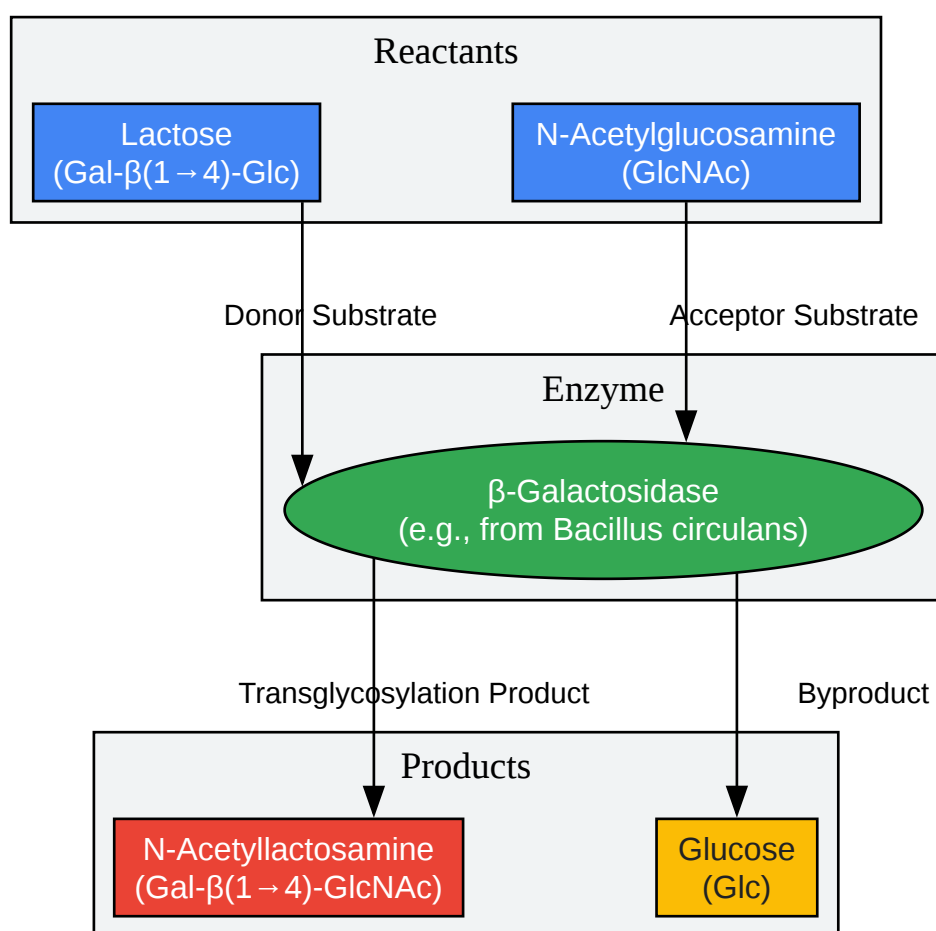 Reactants
Lactose
(Gal-β(1→4)-Glc)
N-Acetylglucosamine
(GlcNAc)
Donor Substrate
Acceptor Substrate
Enzyme
β-Galactosidase
(e.g., from Bacillus circulans)
Transglycosylation Product
Byproduct
Products
N-Acetyllactosamine
(Gal-β(1→4)-GlcNAc)
Glucose
(Glc)